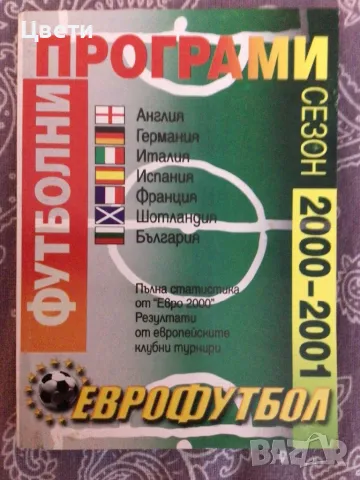 Цвети
ФУТБОЛНИ
ПРОГРАМИ
СЕЗОН 2000-2001
Англия
Германия
Италия
Испания
Франция
Шотландия
България
Пълна статистика
от "Евро 2000"
Резултати
от европейските
клубни турнири
ЕВРОФУТБОЛ
BAZAR